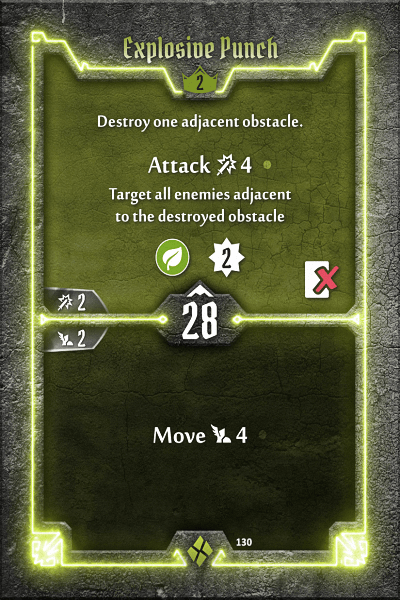 Explosive Punch
2
Destroy one adjacent obstacle.
Attack 4
Target all enemies adjacent
to the destroyed obstacle
2
2
28
2
Move 4
130